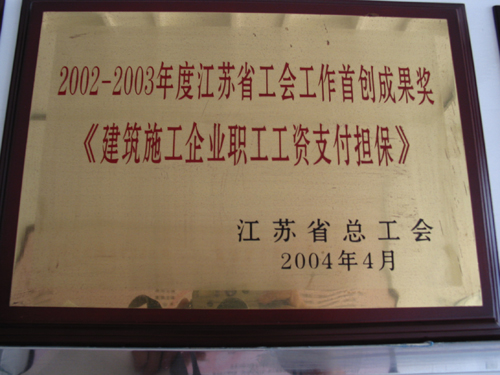 2002-2003年度江苏省工会工作首创成果奖
《建筑施工企业职工工资支付担保》
江苏省总工会
2004年4月